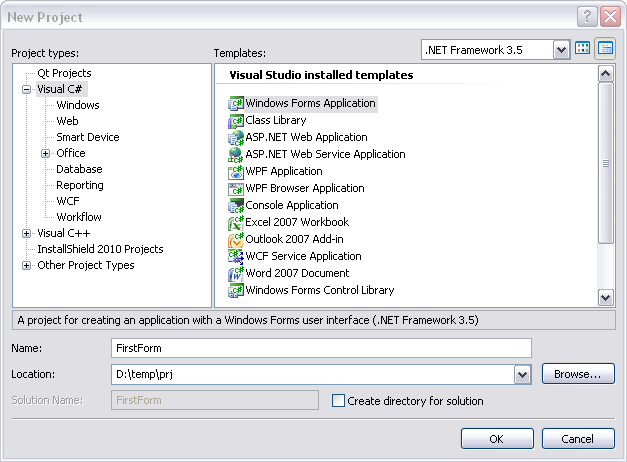 New Project
Project types:
Templates:
.NET Framework 3.5
Qt Projects
Visual C#
Windows
Web
Smart Device
Office
Database
Reporting
WCF
Workflow
Visual C++
InstallShield 2010 Projects
Other Project Types
Visual Studio installed templates
Windows Forms Application
Class Library
ASP.NET Web Application
ASP.NET Web Service Application
WPF Application
WPF Browser Application
Console Application
Excel 2007 Workbook
Outlook 2007 Add-in
WCF Service Application
Word 2007 Document
Windows Forms Control Library
A project for creating an application with a Windows Forms user interface (.NET Framework 3.5)
Name:
FirstForm
Location:
D:\temp\prj
Browse...
Solution Name:
FirstForm
Create directory for solution
OK
Cancel